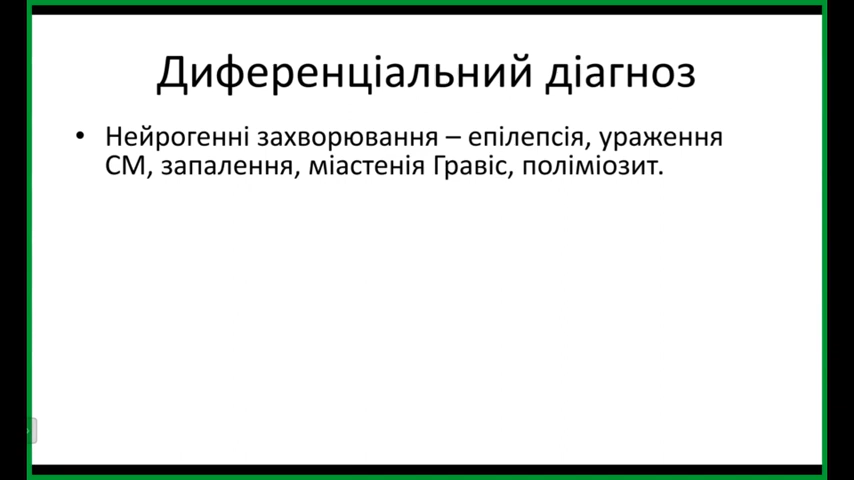 Диференціальний діагноз
• Нейрогенні захворювання – епілепсія, ураження
СМ, запалення, міастенія Гравіс, поліміозит.